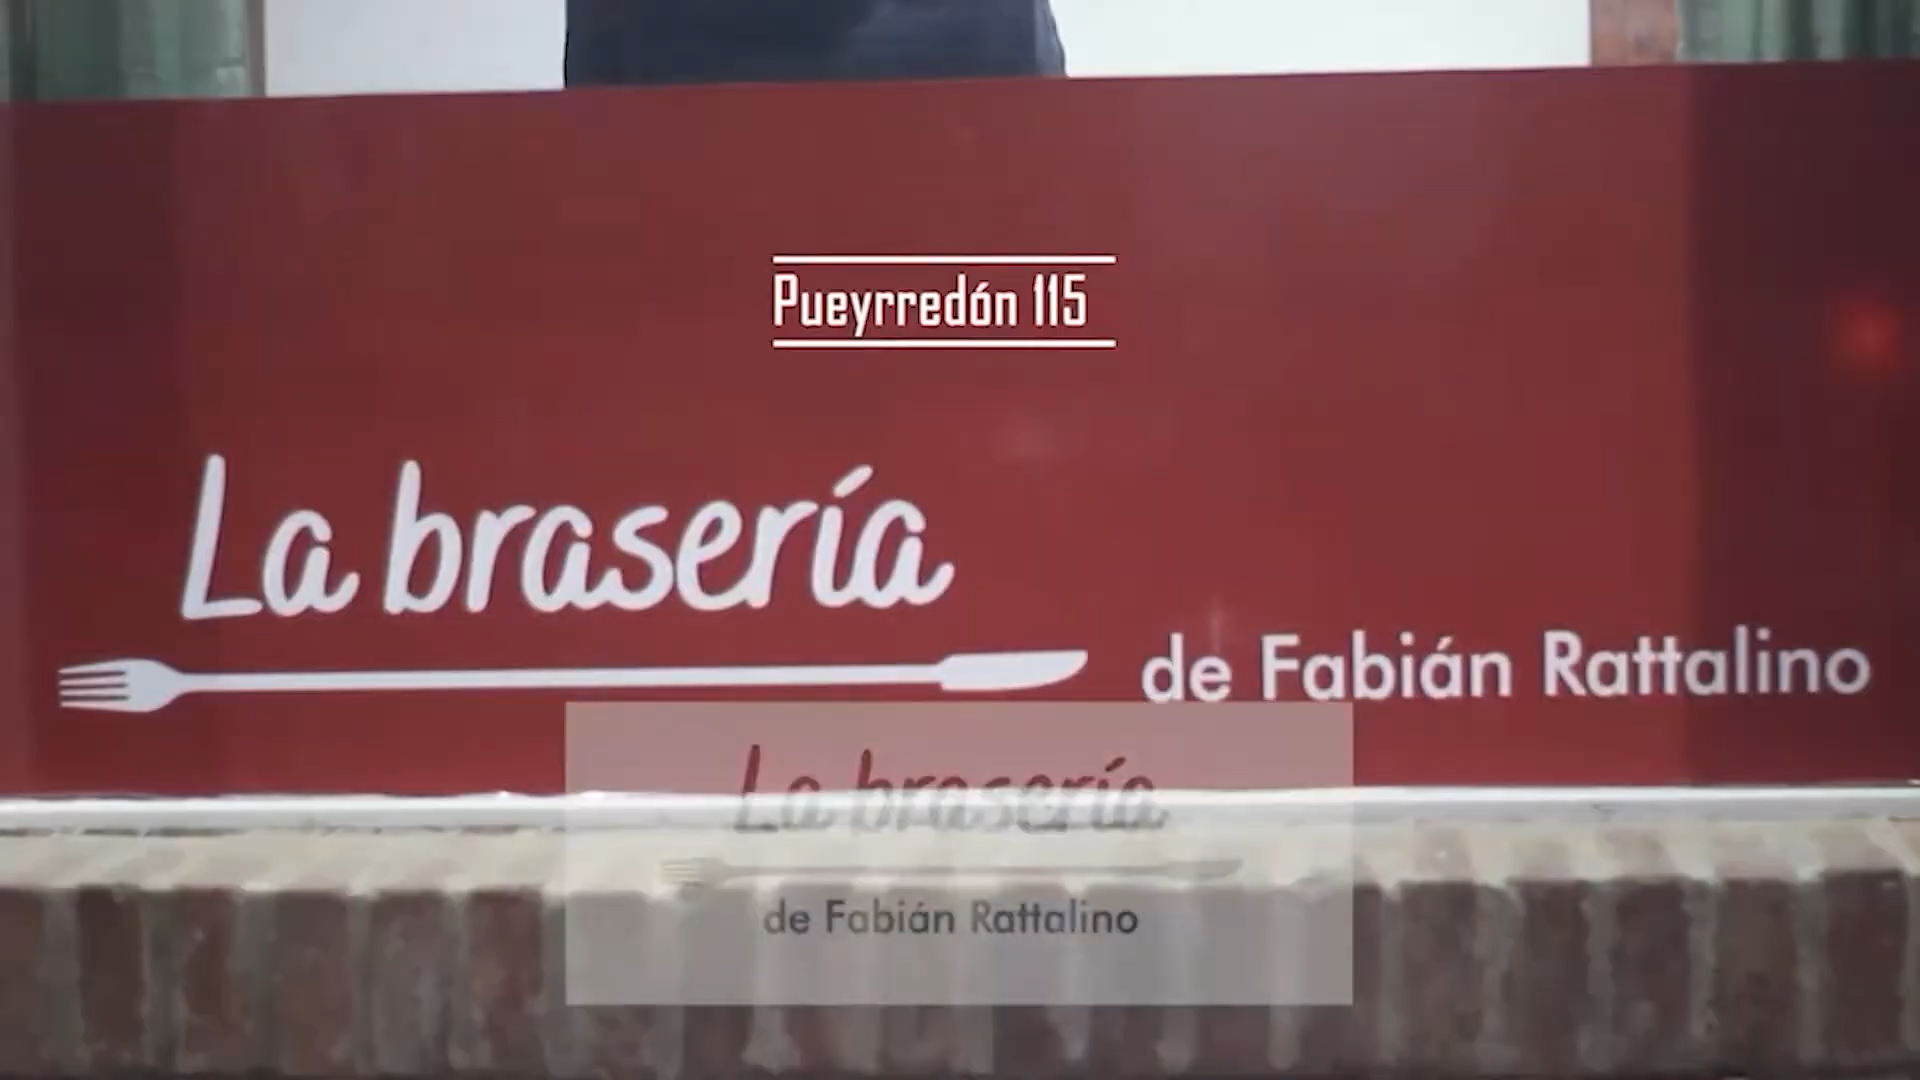 Pueyrredón 115
La brasería
de Fabián Rattalino
La brasería
de Fabián Rattalino